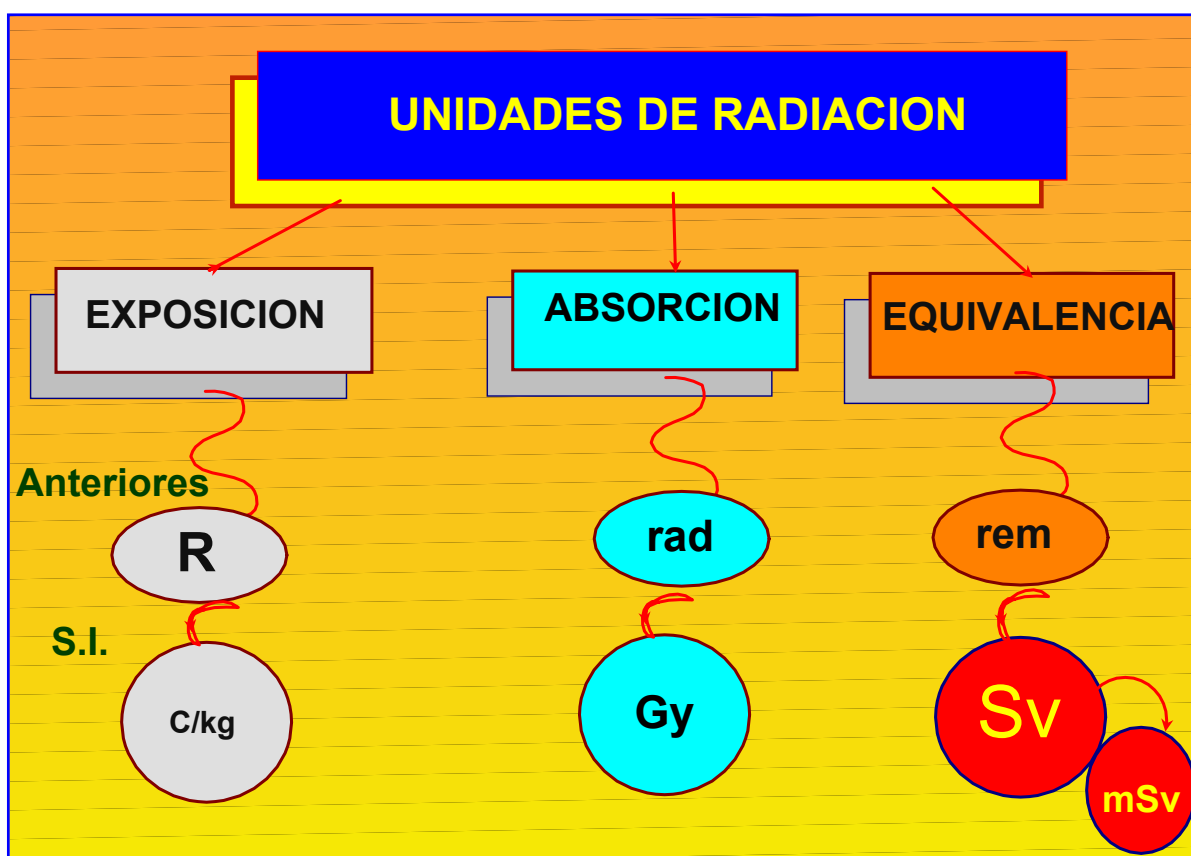 UNIDADES DE RADIACION
EXPOSICION
ABSORCION
EQUIVALENCIA
Anteriores
R
rad
rem
S.I.
C/kg
Gy
Sv
mSv